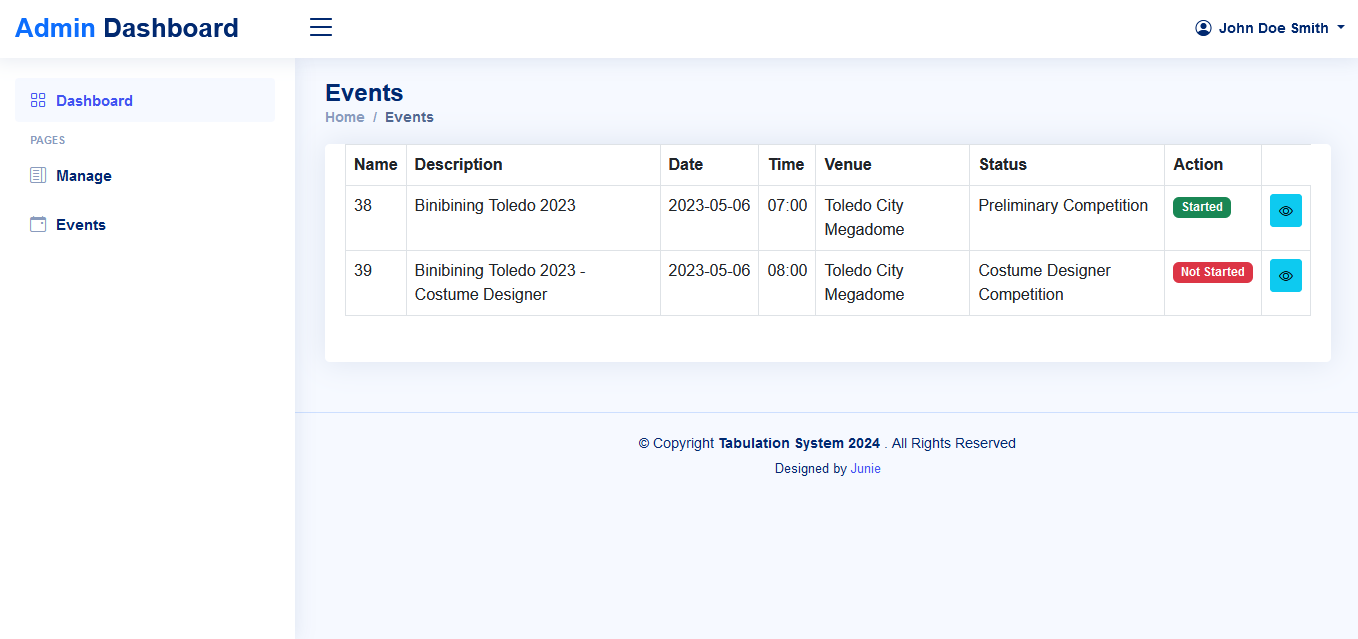 Admin Dashboard
John Doe Smith
Dashboard
PAGES
Manage
Events
Events
Home / Events
Name Description Date Time Venue Status Action
38 Binibining Toledo 2023 2023-05-06 07:00 Toledo City Preliminary Competition Started
Megadome
39 Binibining Toledo 2023 - 2023-05-06 08:00 Toledo City Costume Designer Not Started
Costume Designer Megadome Competition
© Copyright Tabulation System 2024 . All Rights Reserved
Designed by Junie